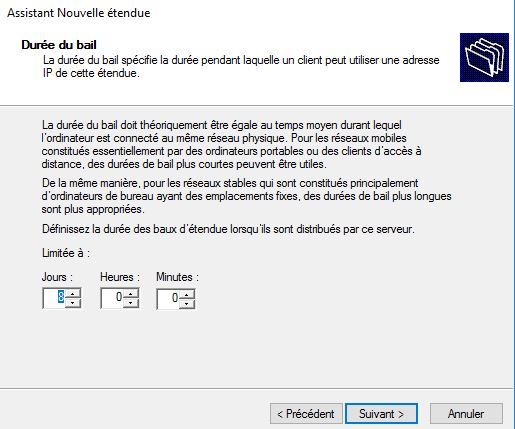 Assistant Nouvelle étendue
Durée du bail
La durée du bail spécifie la durée pendant laquelle un client peut utiliser une adresse
IP de cette étendue.
La durée du bail doit théoriquement être égale au temps moyen durant lequel
l'ordinateur est connecté au même réseau physique. Pour les réseaux mobiles
constitués essentiellement par des ordinateurs portables ou des clients d'accès à
distance, des durées de bail plus courtes peuvent être utiles.
De la même manière, pour les réseaux stables qui sont constitués principalement
d'ordinateurs de bureau ayant des emplacements fixes, des durées de bail plus longues
sont plus appropriées.
Définissez la durée des baux d'étendue lorsqu'ils sont distribués par ce serveur.
Limitée à :
Jours : Heures : Minutes :
8 0 0
< Précédent Suivant > Annuler